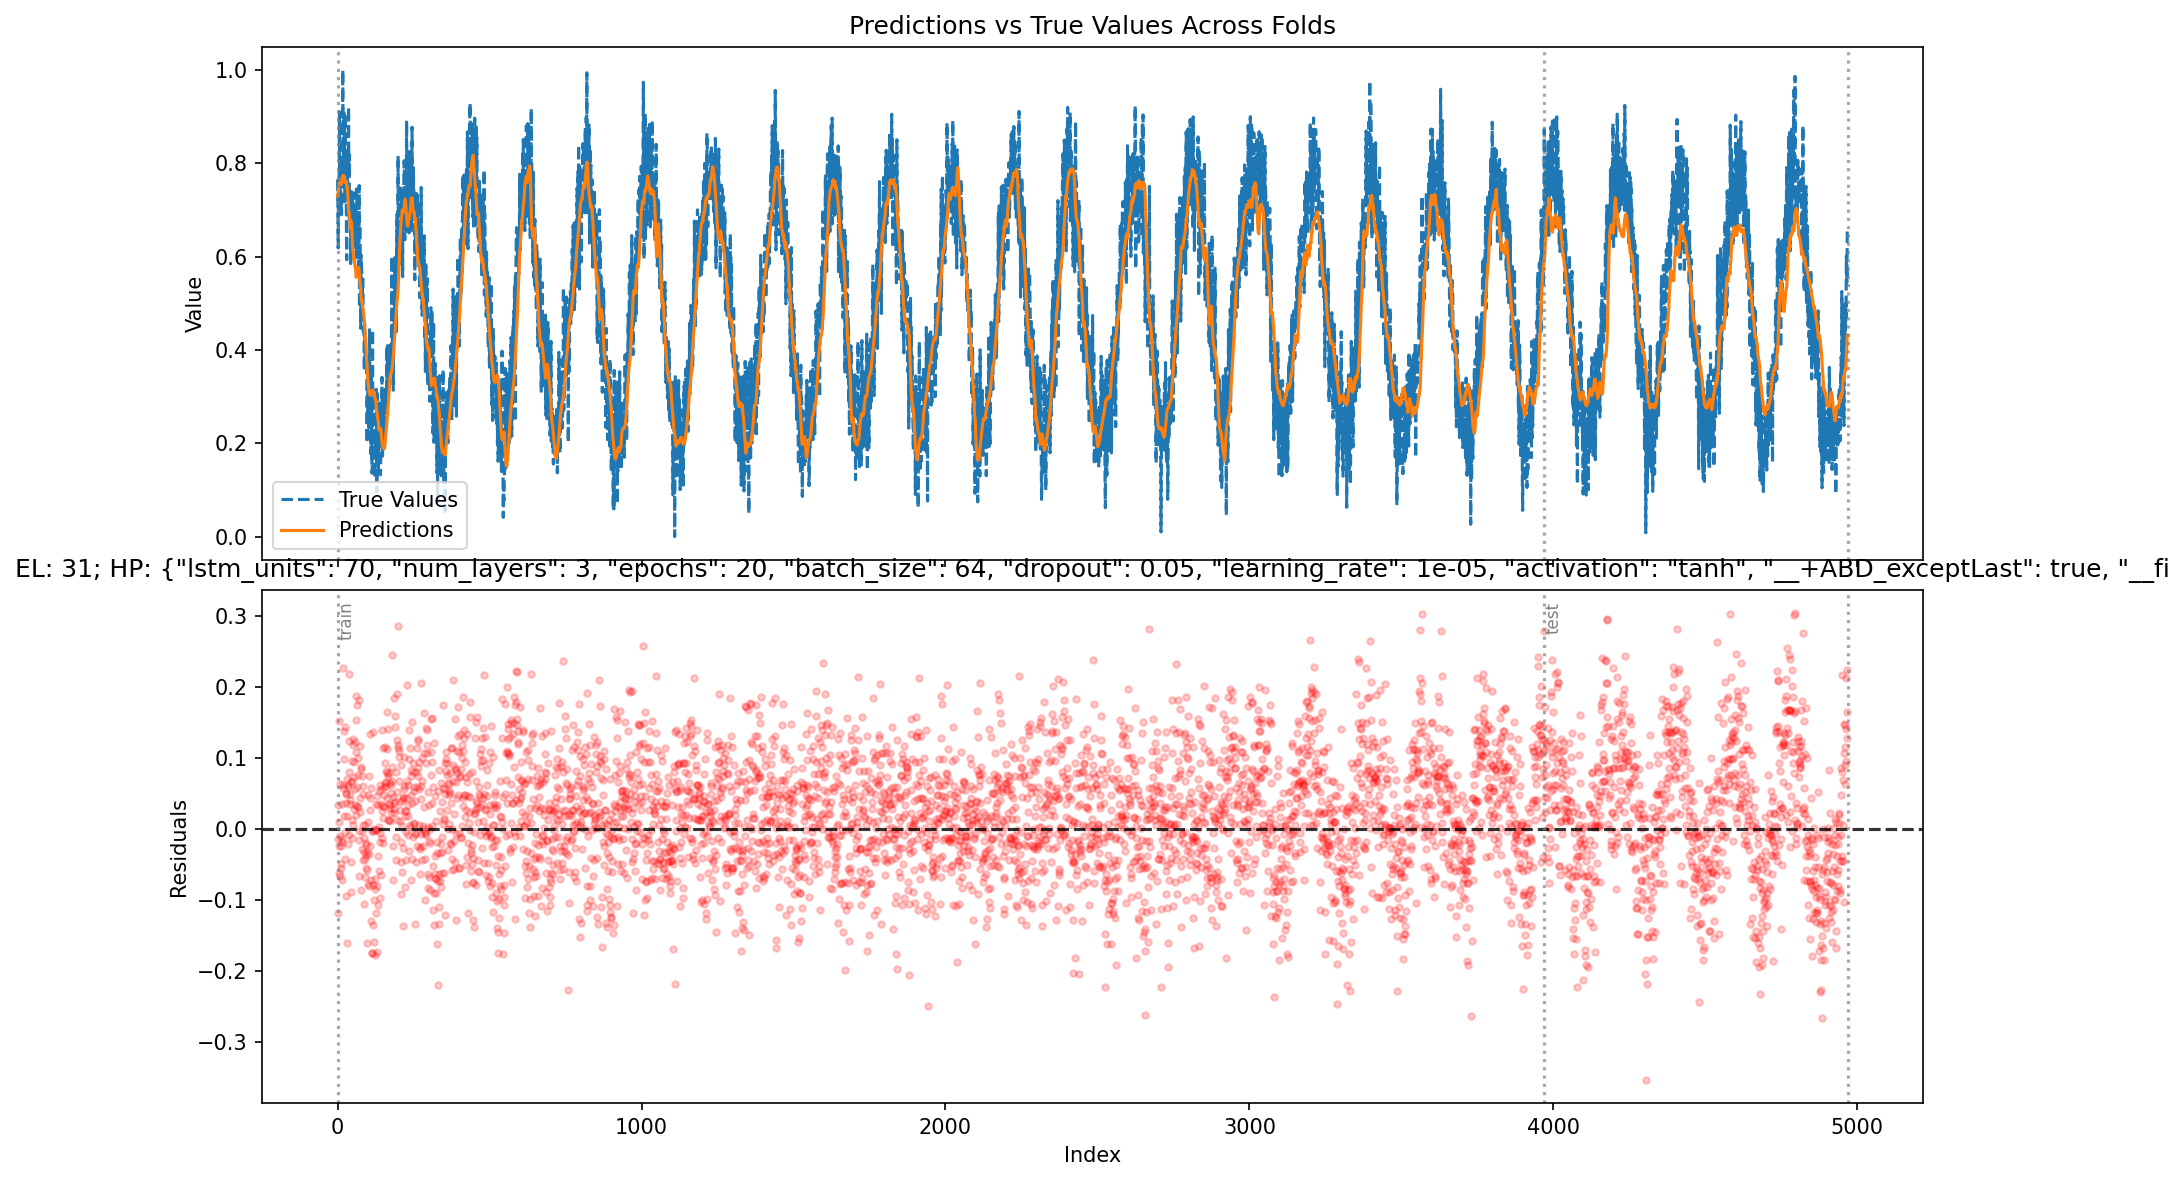 Predictions vs True Values Across Folds
1.0
0.8
0.6
0.4
0.2
0.0
Value
True Values
Predictions
EL: 31; HP: {"lstm_units": 70, "num_layers": 3, "epochs": 20, "batch_size": 64, "dropout": 0.05, "learning_rate": 1e-05, "activation": "tanh", "__+ABD_exceptLast": true, "__fi
0.3
0.2
0.1
0.0
−0.1
−0.2
−0.3
Residuals
train
test
0
1000
2000
3000
4000
5000
Index